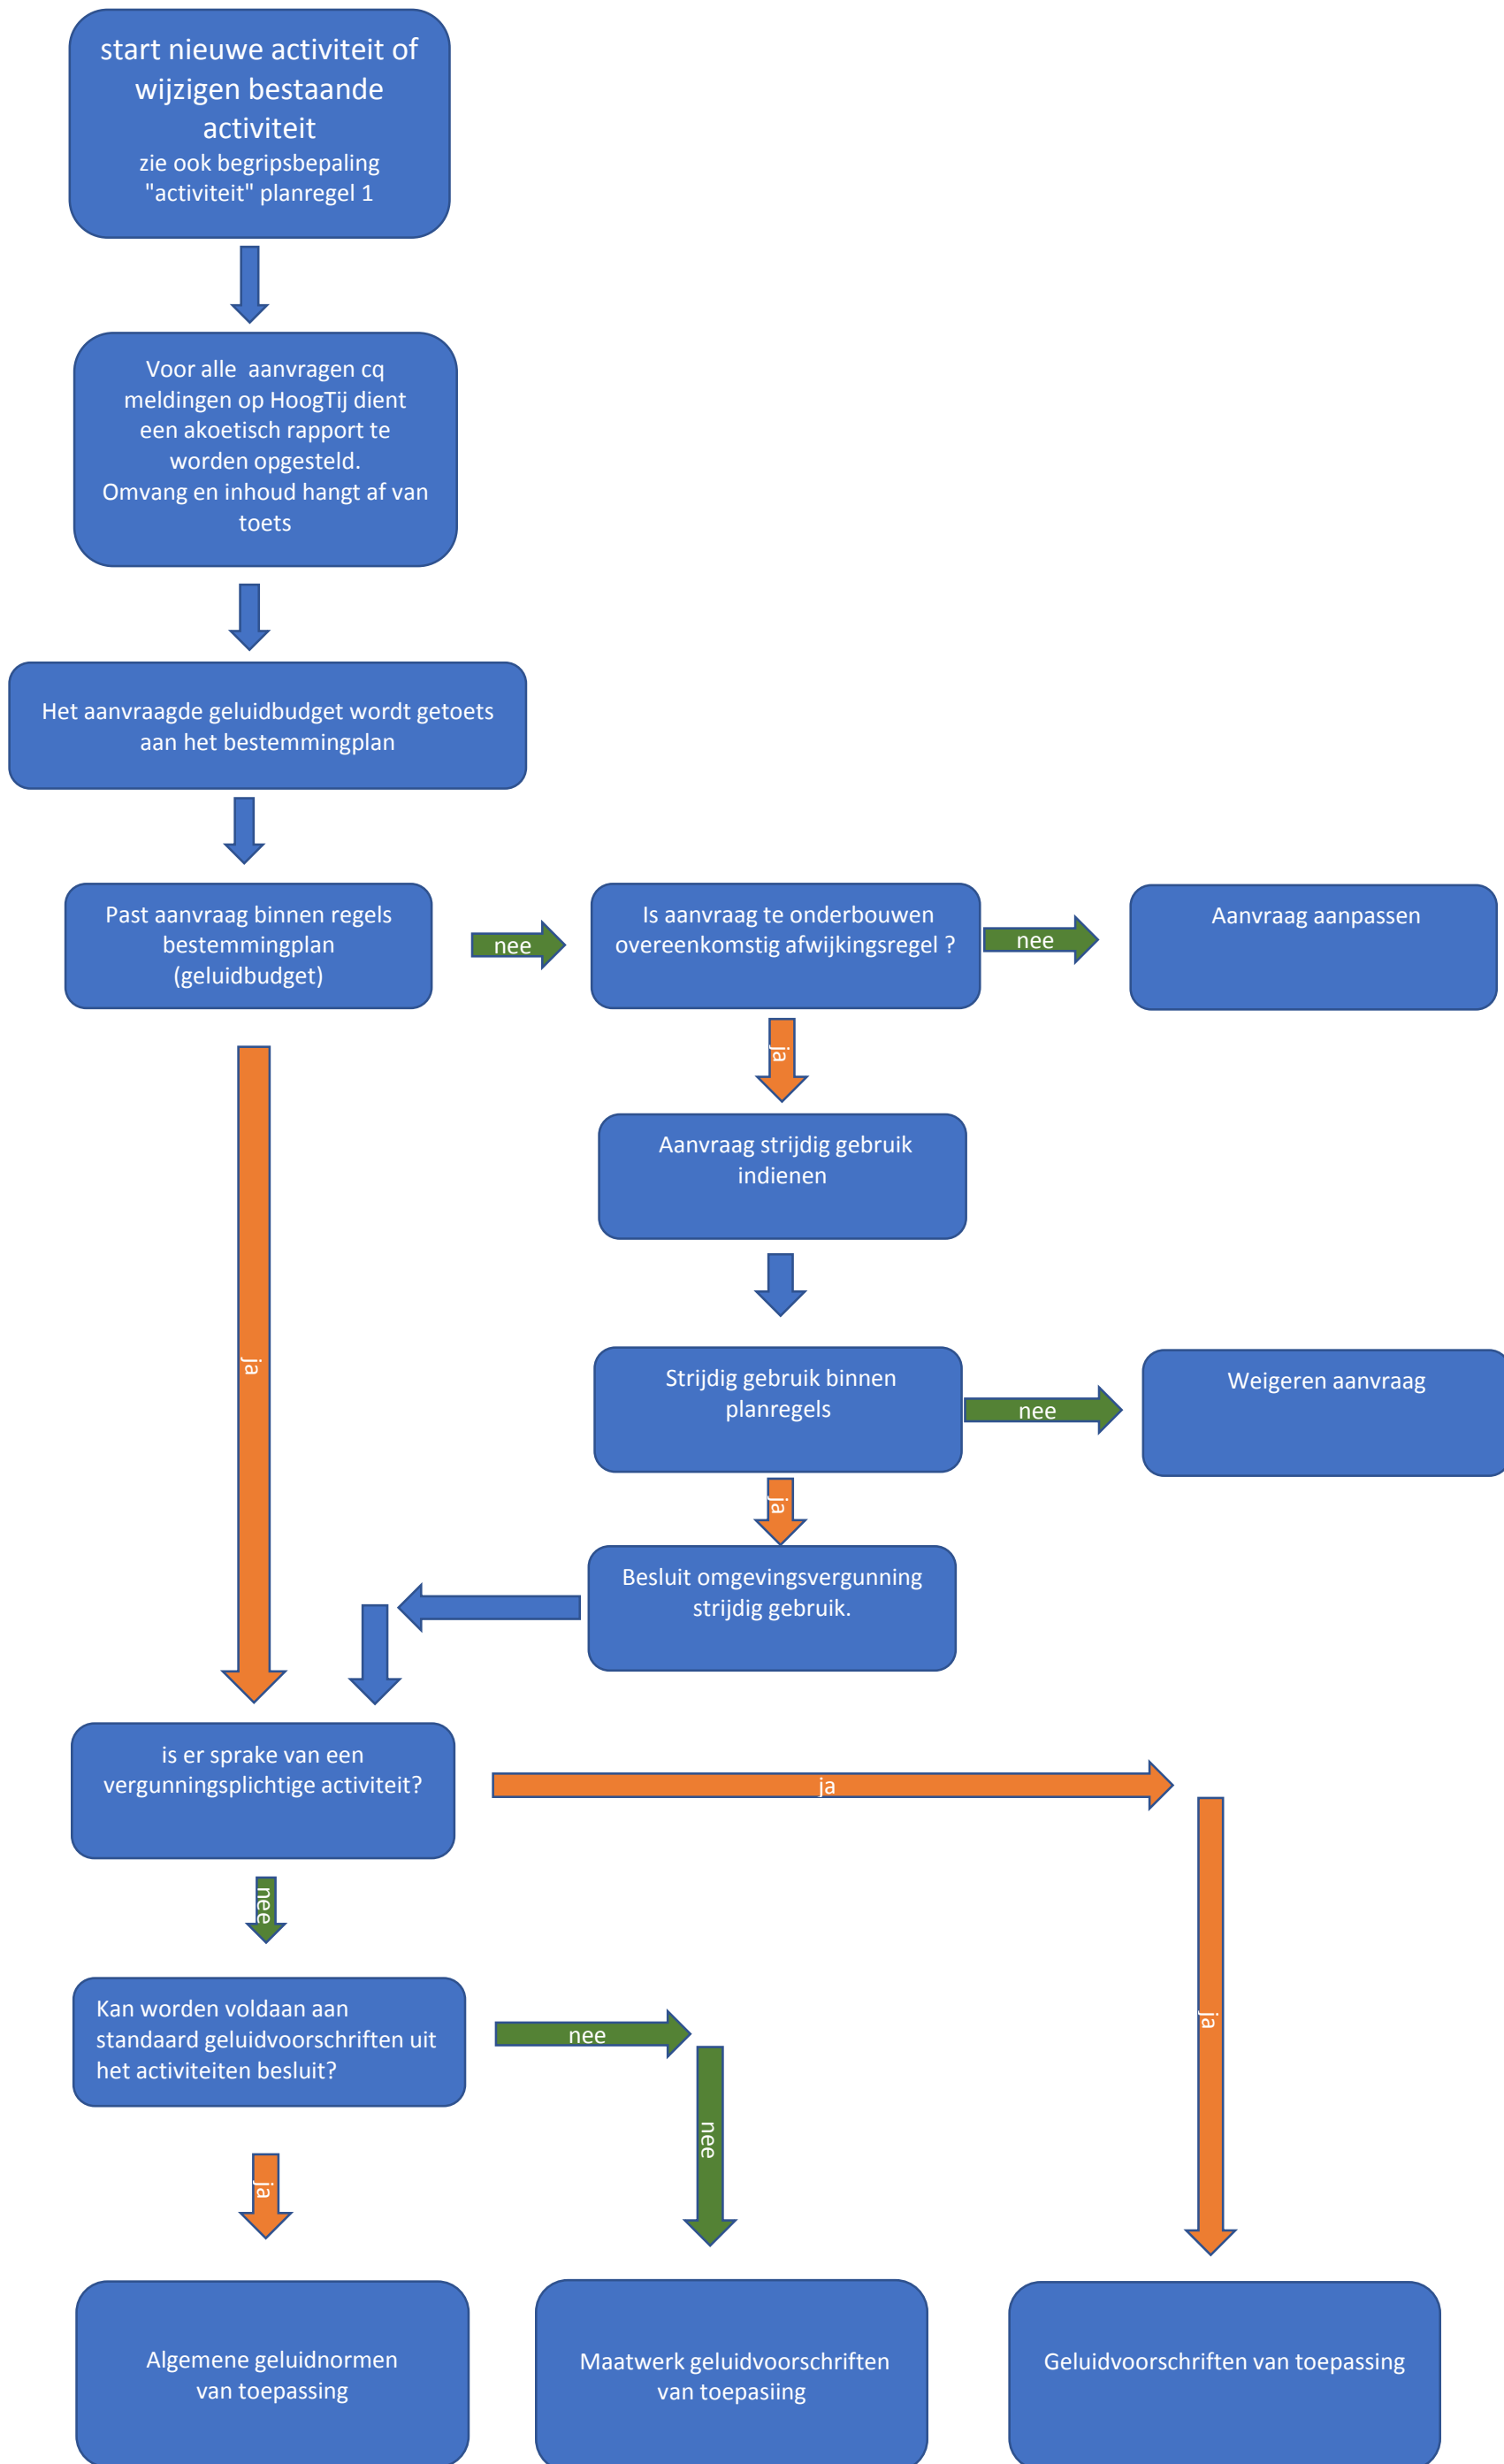 start nieuwe activiteit of
wijzigen bestaande
activiteit
zie ook begripsbepaling
"activiteit" planregel 1
Voor alle aanvragen cq
meldingen op HoogTij dient
een akoetisch rapport te
worden opgesteld.
Omvang en inhoud hangt af van
toets
Het aanvraagde geluidbudget wordt getoets
aan het bestemmingplan
Past aanvraag binnen regels
bestemmingplan
(geluidbudget)
nee
Is aanvraag te onderbouwen
overeenkomstig afwijkingsregel ?
nee
Aanvraag aanpassen
ja
Aanvraag strijdig gebruik
indienen
ja
Strijdig gebruik binnen
planregels
nee
Weigeren aanvraag
ja
Besluit omgevingsvergunning
strijdig gebruik.
is er sprake van een
vergunningsplichtige activiteit?
ja
nee
Kan worden voldaan aan
standaard geluidvoorschriften uit
het activiteiten besluit?
nee
ja
nee
ja
Algemene geluidnormen
van toepassing
Maatwerk geluidvoorschriften
van toepasiing
Geluidvoorschriften van toepassing